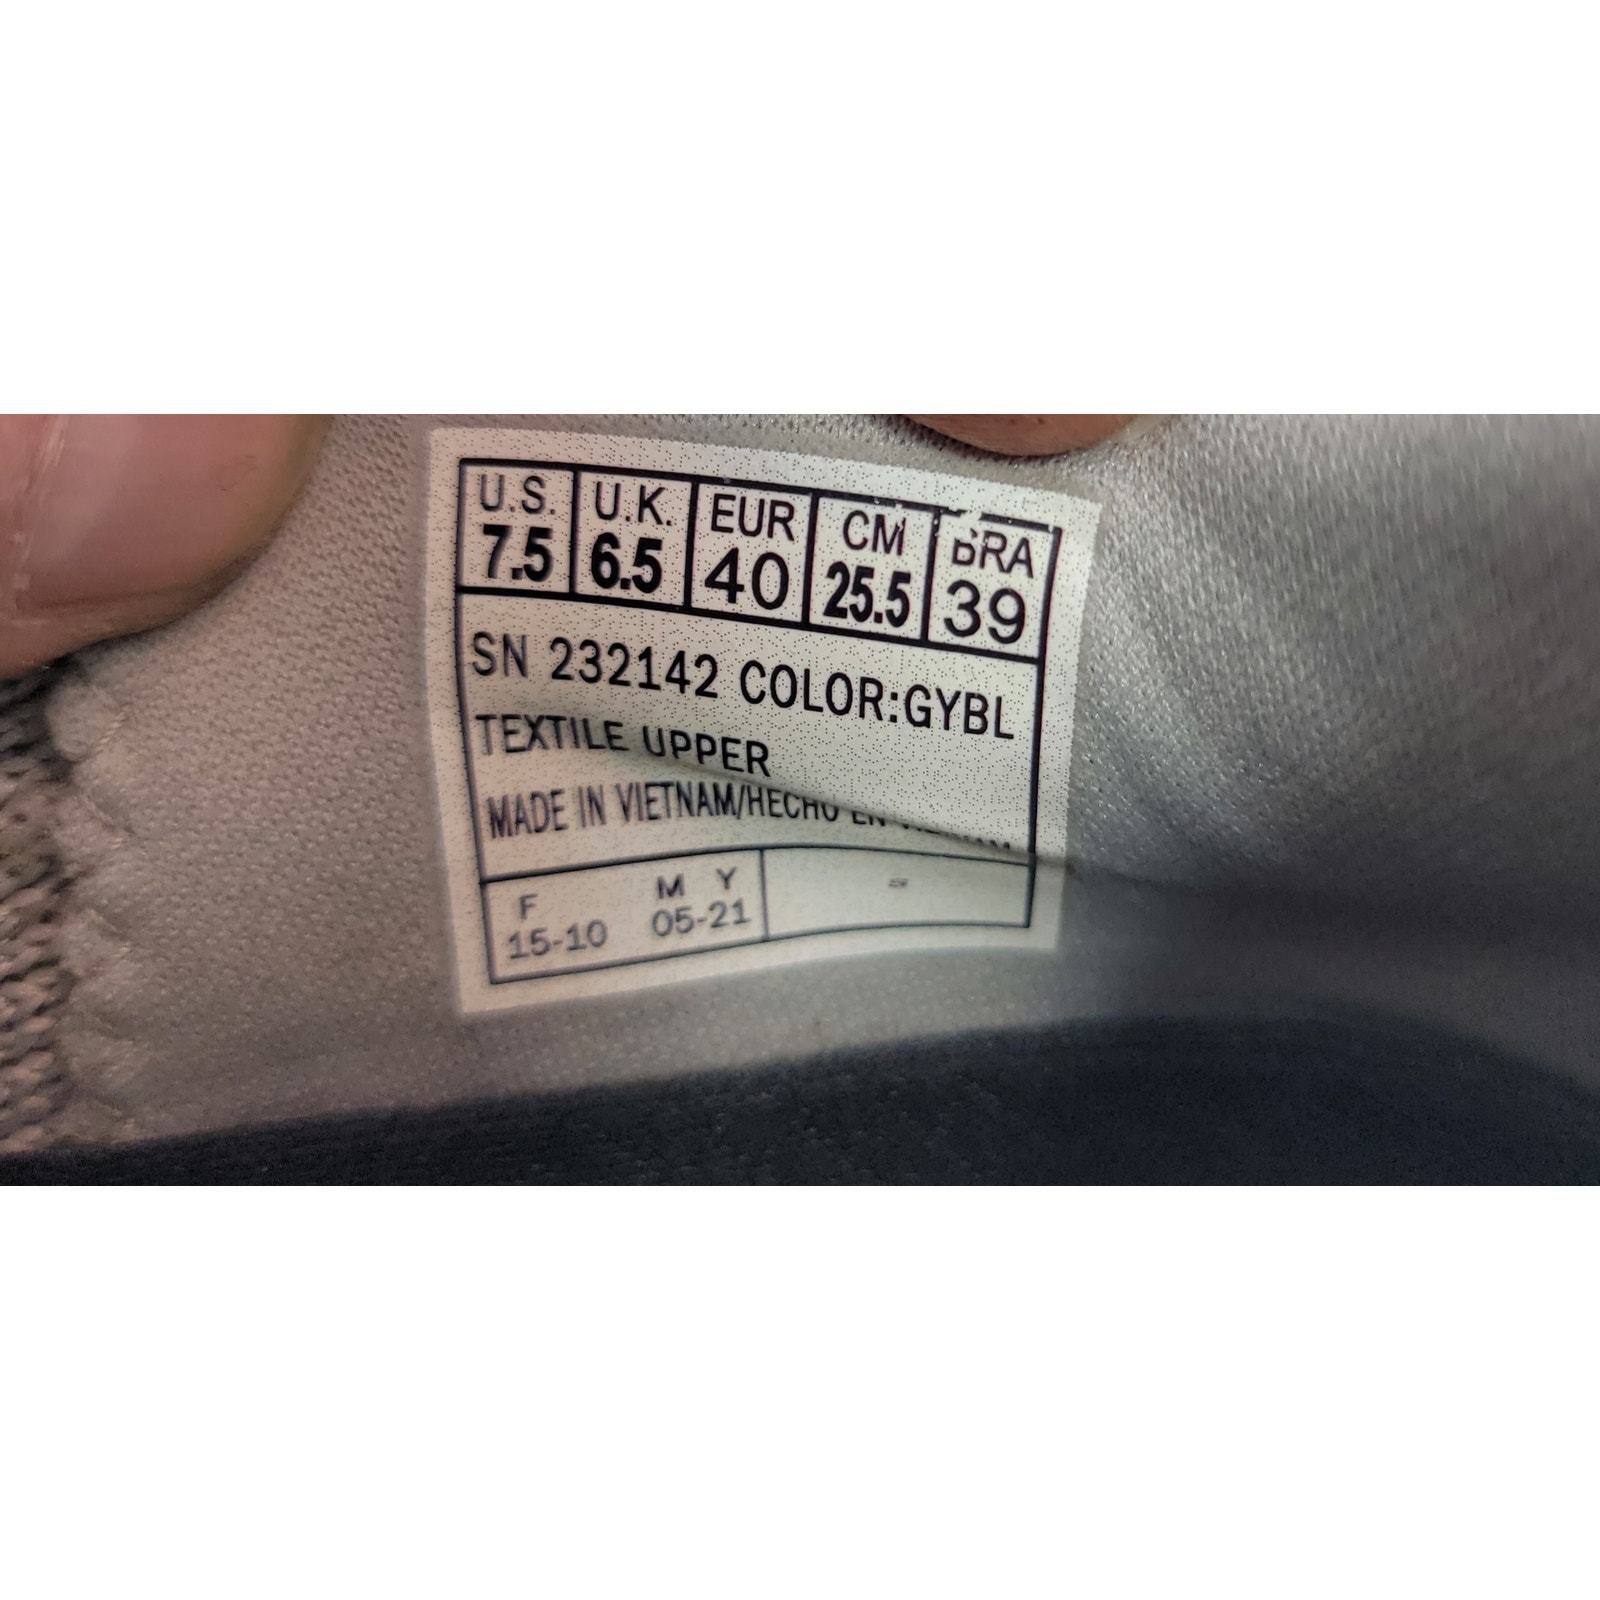 U.S. U.K. EUR CM BRA
7.5 6.5 40 25.5 39
SN 232142 COLOR:GYBL
TEXTILE UPPER
MADE IN VIETNAM/HECHO EN
F M Y
15-10 05-21